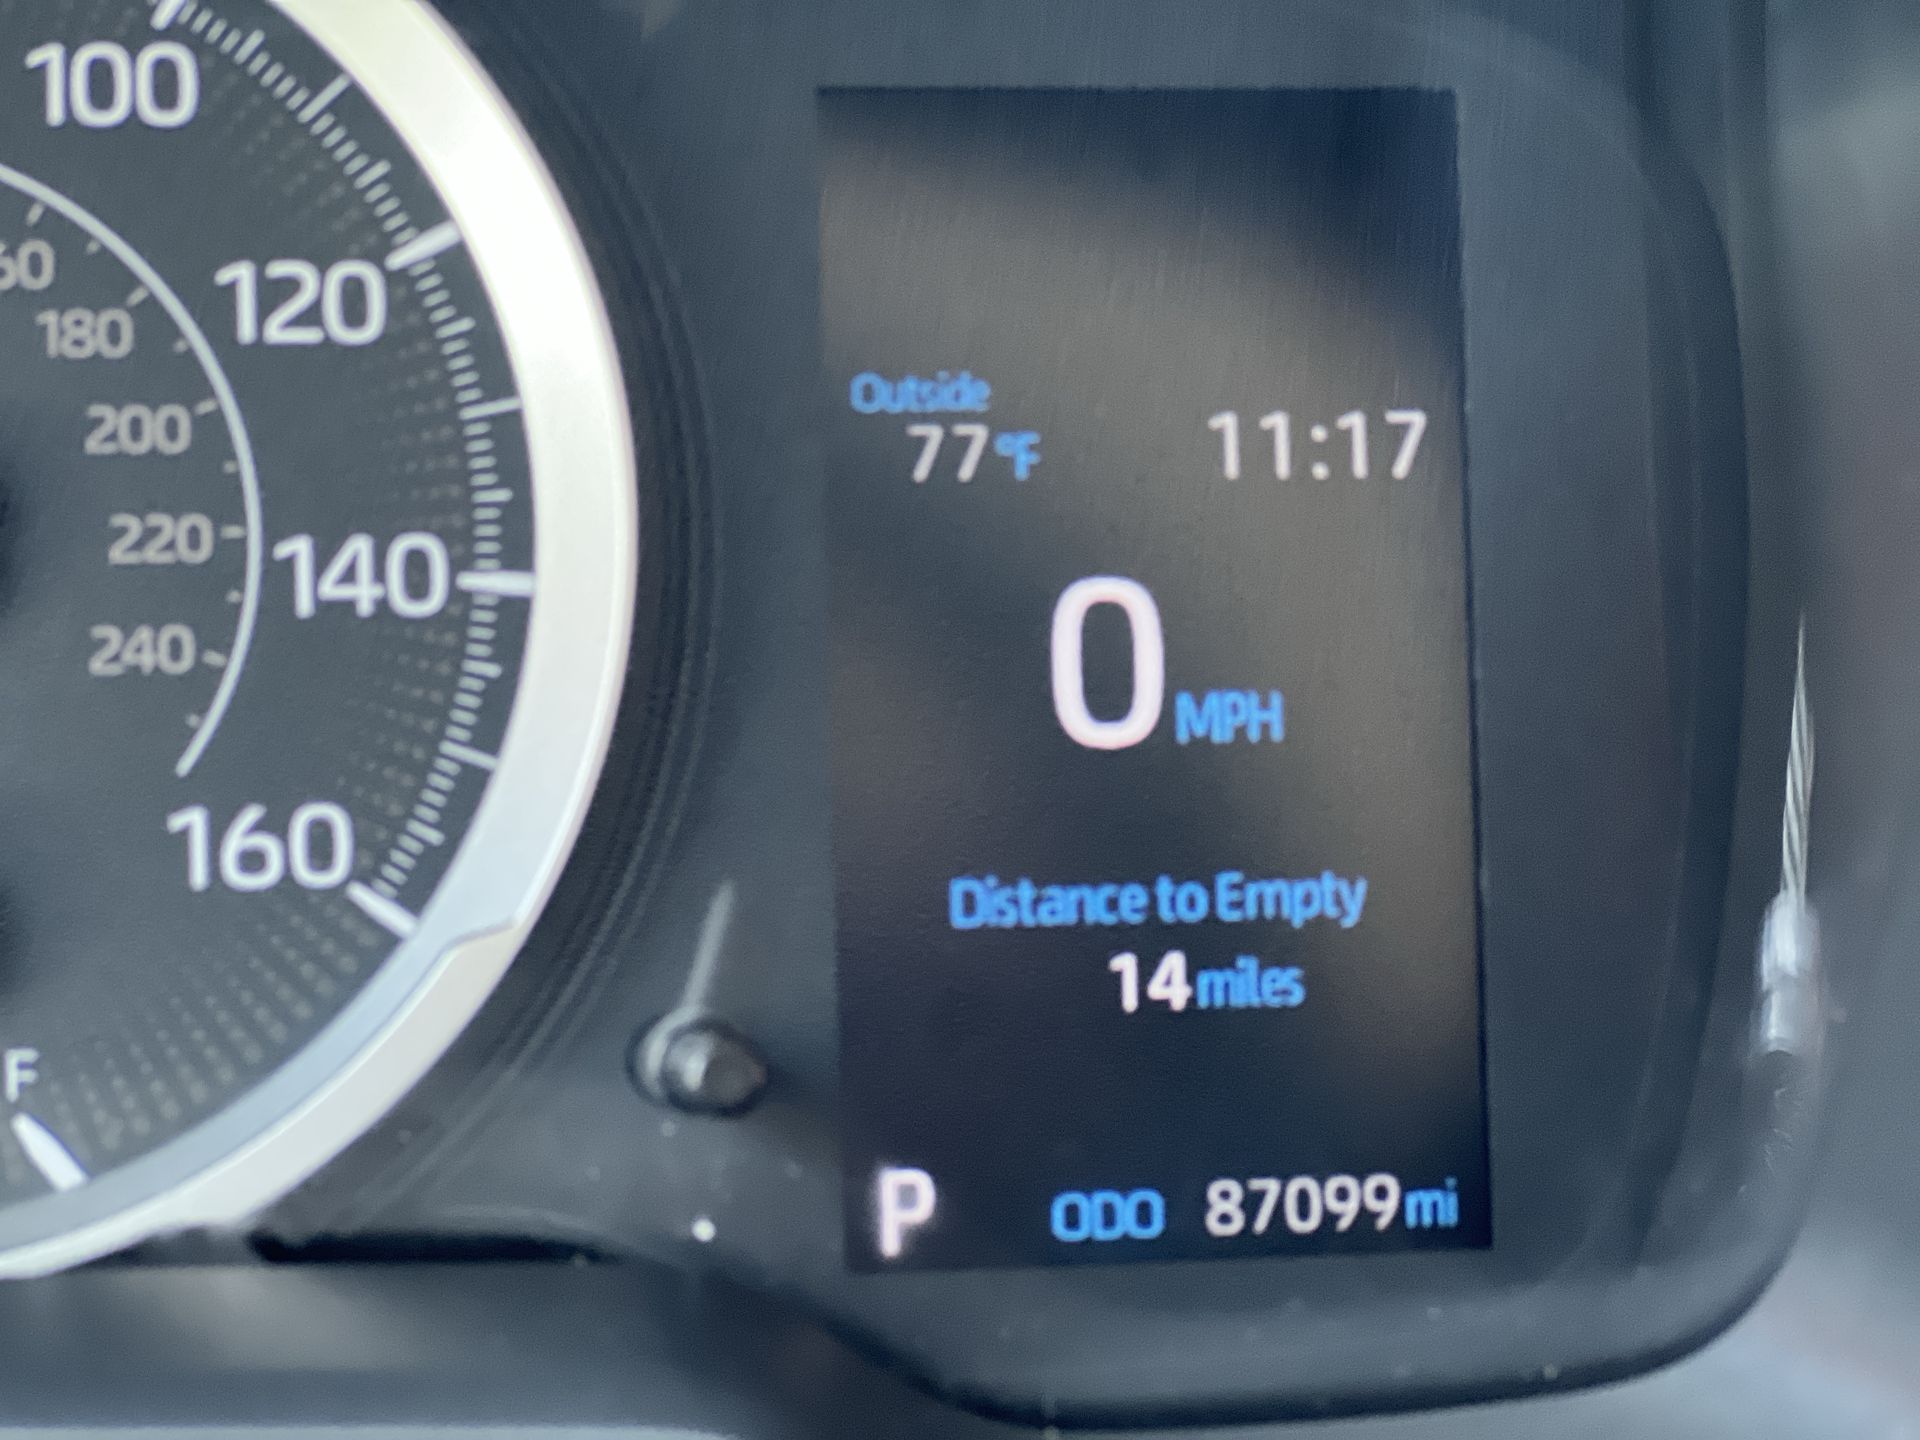 100
120
180
200
220
140
240
160
F
Outside
77°F 11:17
0 MPH
Distance to Empty
14 miles
P ODO 87099 mi